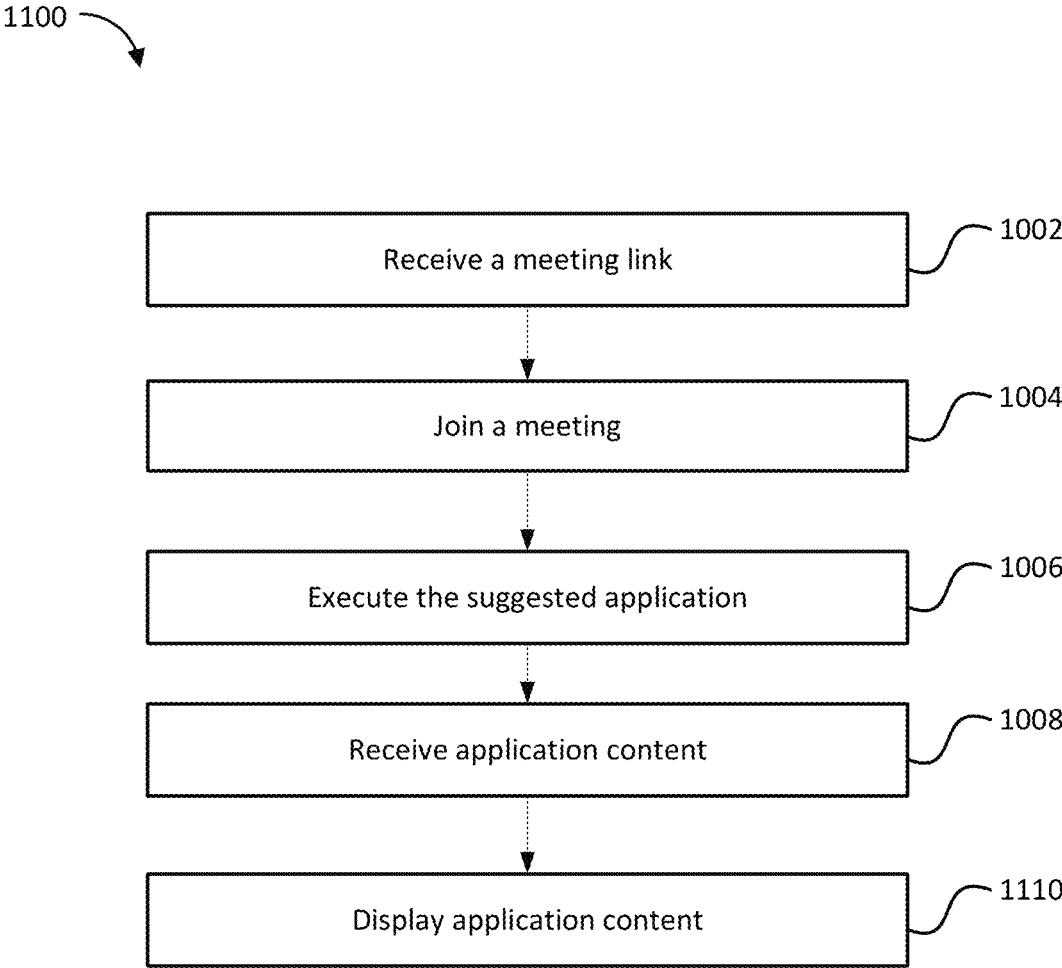 1100
Receive a meeting link
1002
Join a meeting
1004
Execute the suggested application
1006
Receive application content
1008
Display application content
1110